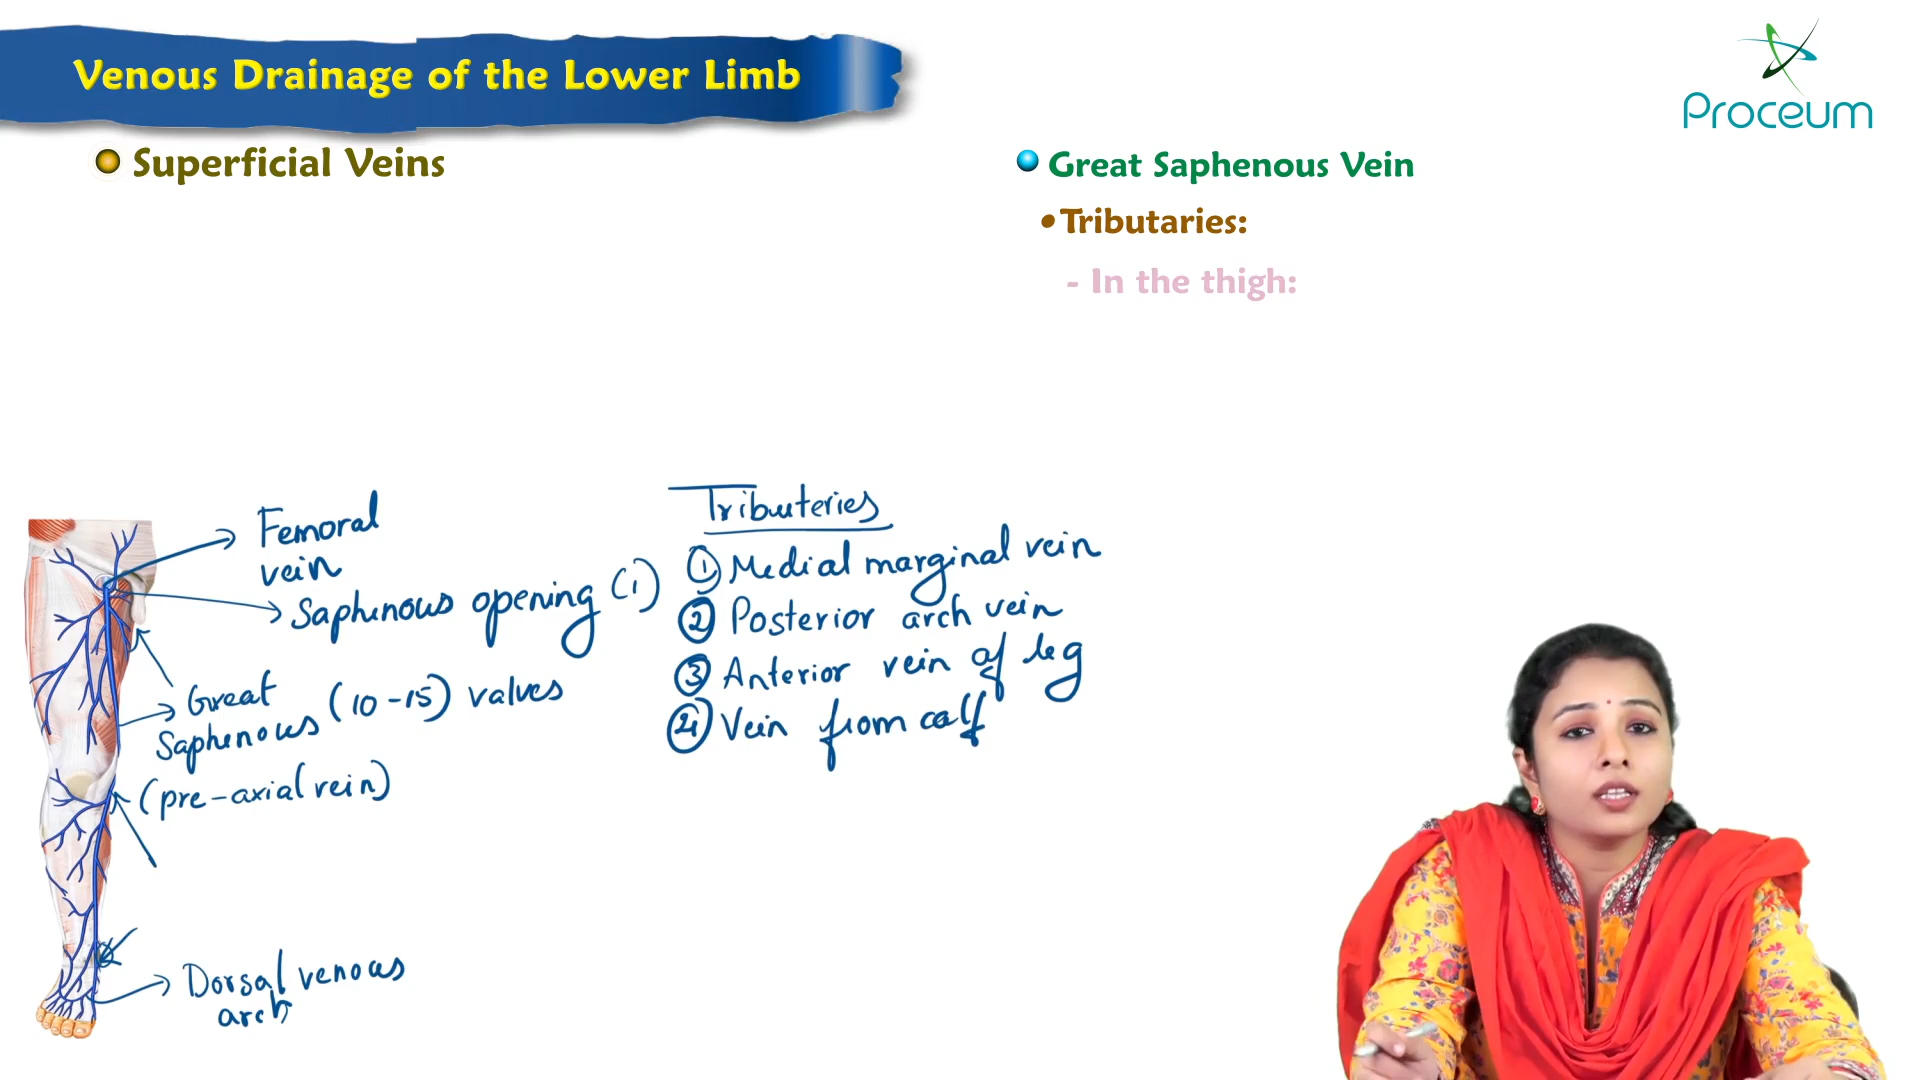 Venous Drainage of the Lower Limb
Proceum
Superficial Veins
Great Saphenous Vein
•Tributaries:
- In the thigh:
Femoral
vein
Saphenous opening (1)
Great
Saphenous (10-15) valves
(pre-axial vein)
Dorsal venous
arch
Tributeries
① Medial marginal vein
② Posterior arch vein
③ Anterior vein of leg
④ Vein from calf